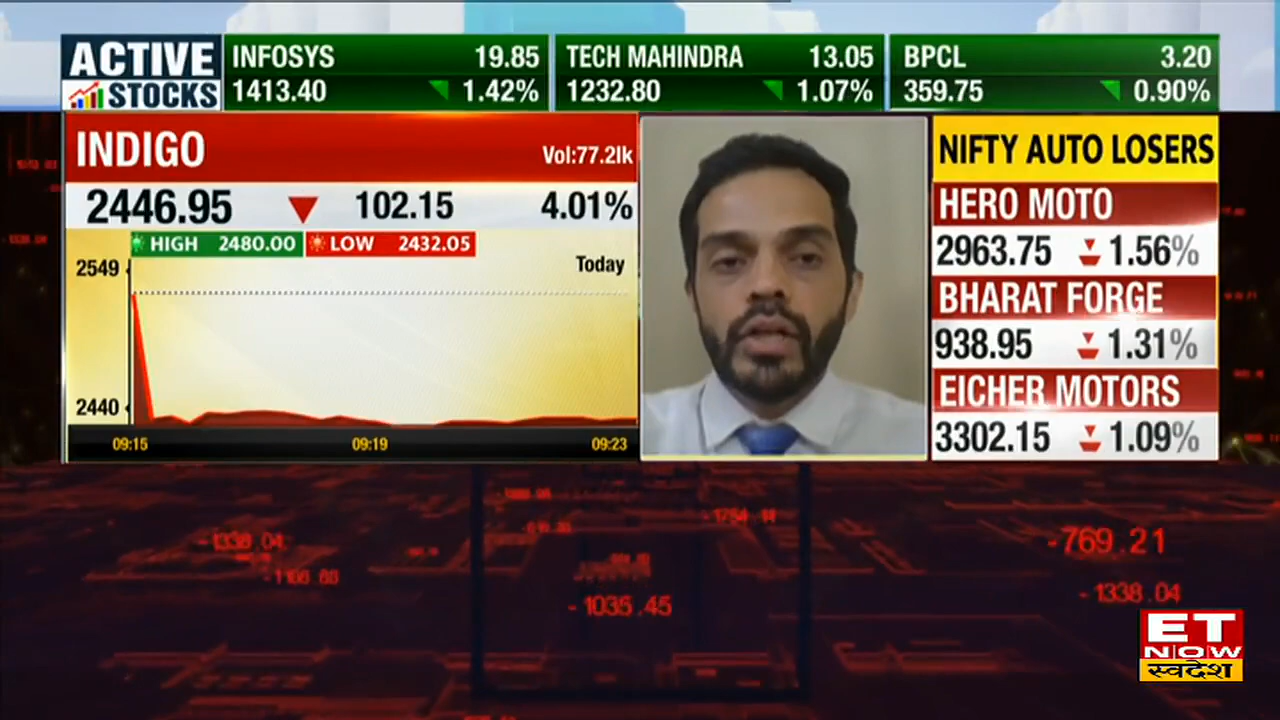 ACTIVE
STOCKS
INFOSYS 19.85
1413.40 1.42%
TECH MAHINDRA 13.05
1232.80 1.07%
BPCL 3.20
359.75 0.90%
INDIGO Vol:77.2lk
2446.95 102.15 4.01%
HIGH 2480.00 LOW 2432.05
Today
2549
2440
09:15 09:19 09:23
NIFTY AUTO LOSERS
HERO MOTO
2963.75 1.56%
BHARAT FORGE
938.95 1.31%
EICHER MOTORS
3302.15 1.09%
-1338.04
-1035.45
-769.21
-1338.04
ET
NOW
स्वदेश